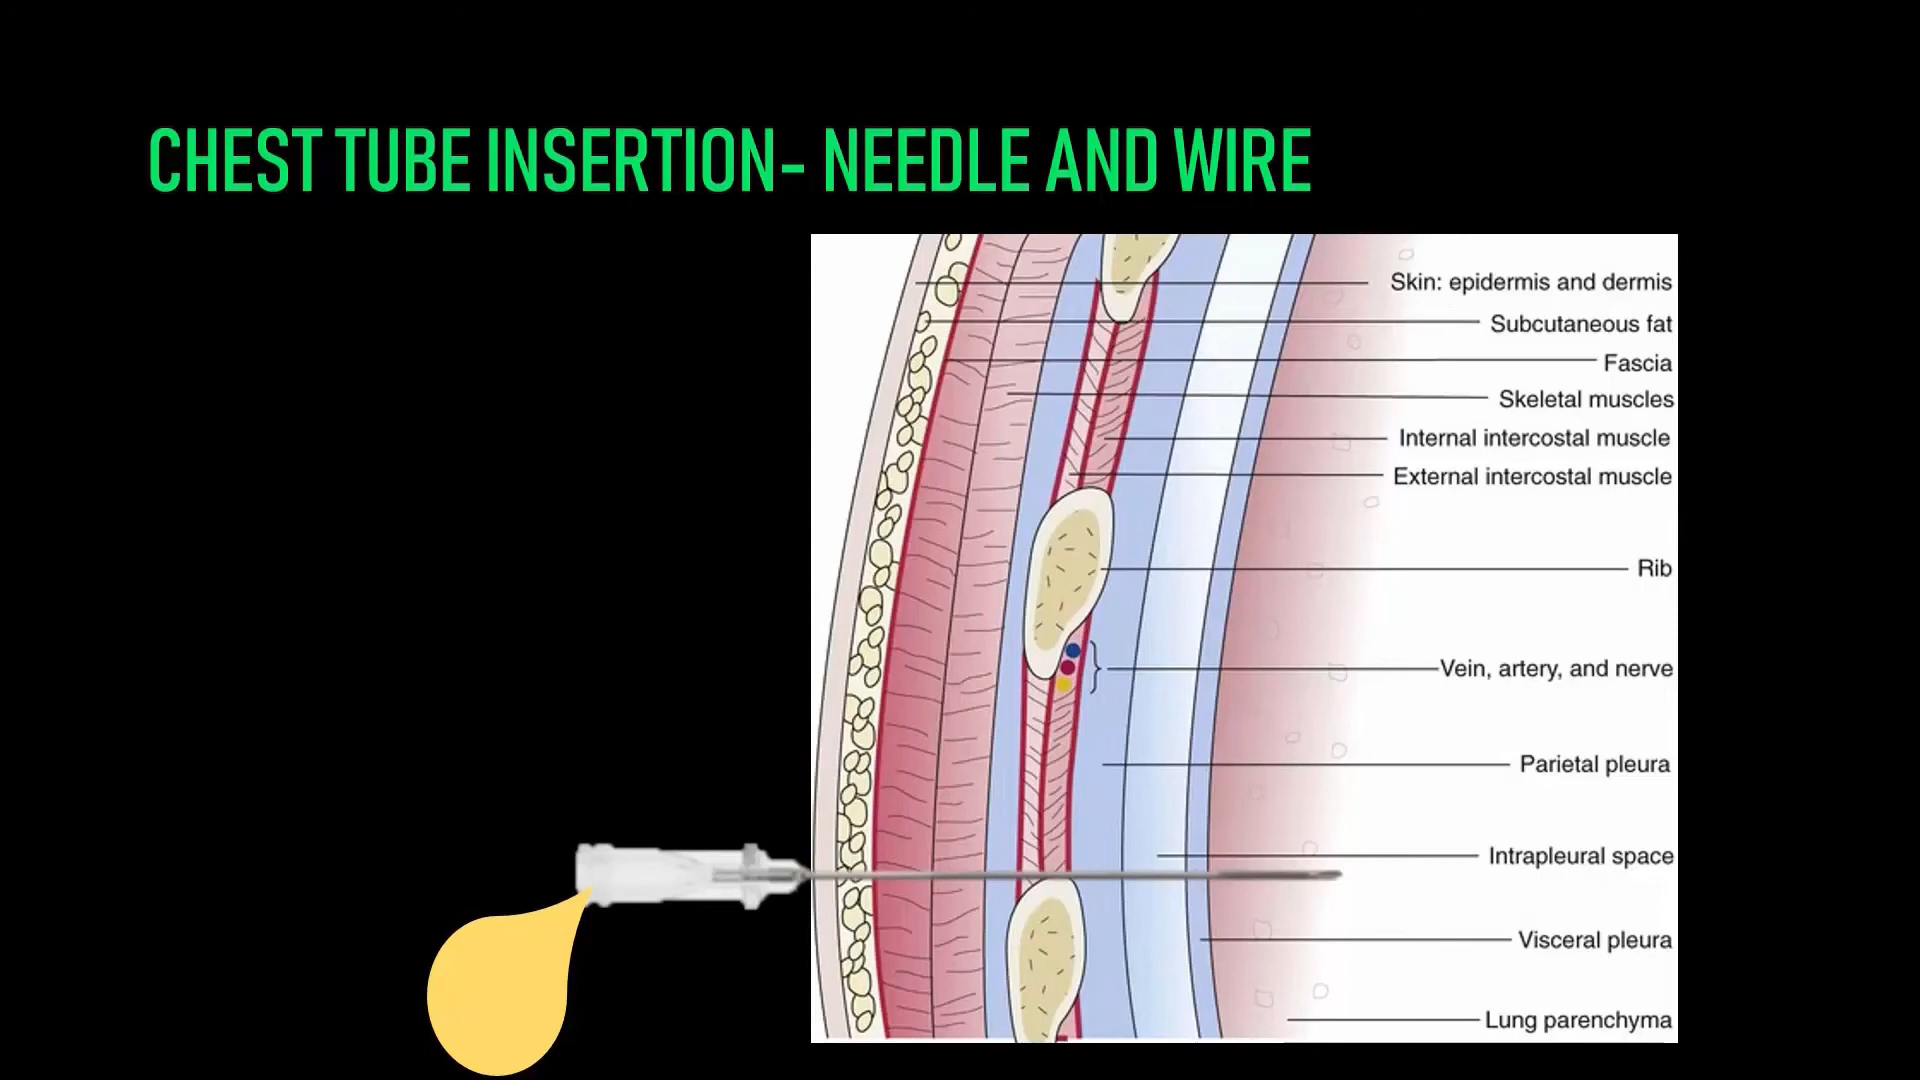 CHEST TUBE INSERTION- NEEDLE AND WIRE
Skin: epidermis and dermis
Subcutaneous fat
Fascia
Skeletal muscles
Internal intercostal muscle
External intercostal muscle
Rib
Vein, artery, and nerve
Parietal pleura
Intrapleural space
Visceral pleura
Lung parenchyma